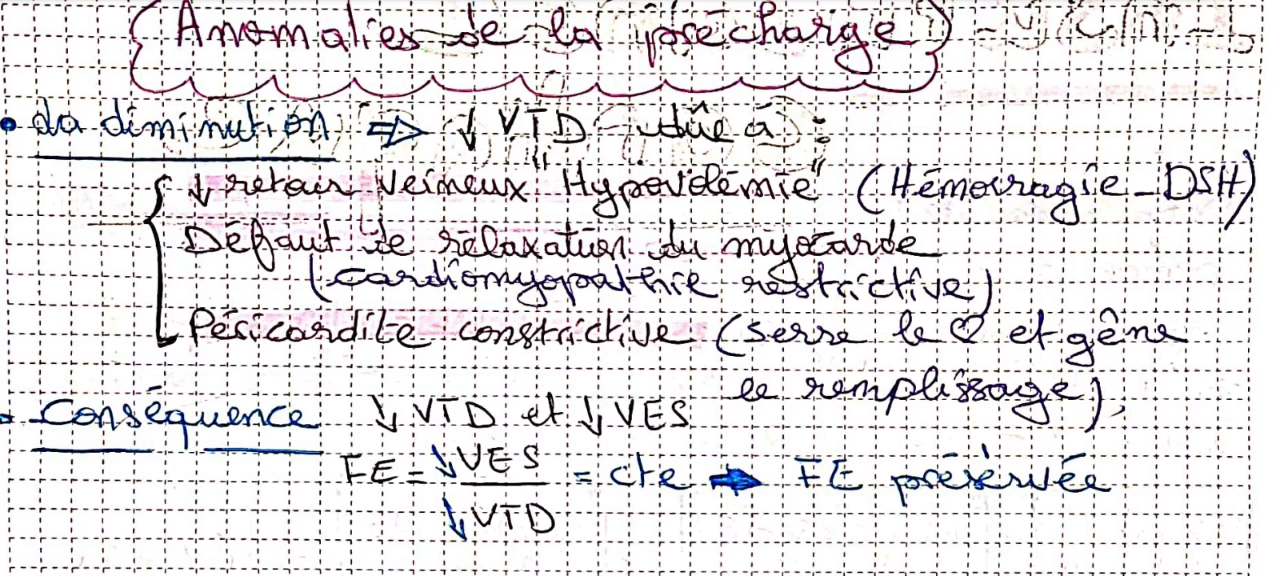 Anomalies de la précharge
• La diminution ⇒ ↓ VTD dûe à :
↓ retour veineux "Hypovolémie" (Hémorragie - DSH)
Défaut de relaxation du myocarde
(cardiomyopathie restrictive)
Péricardite constrictive (serre le ♡ et gêne
le remplissage),
• Conséquence ↓ VTD et ↓ VES
FE = ↓VES / ↓VTD = cte ➡ FE préservée